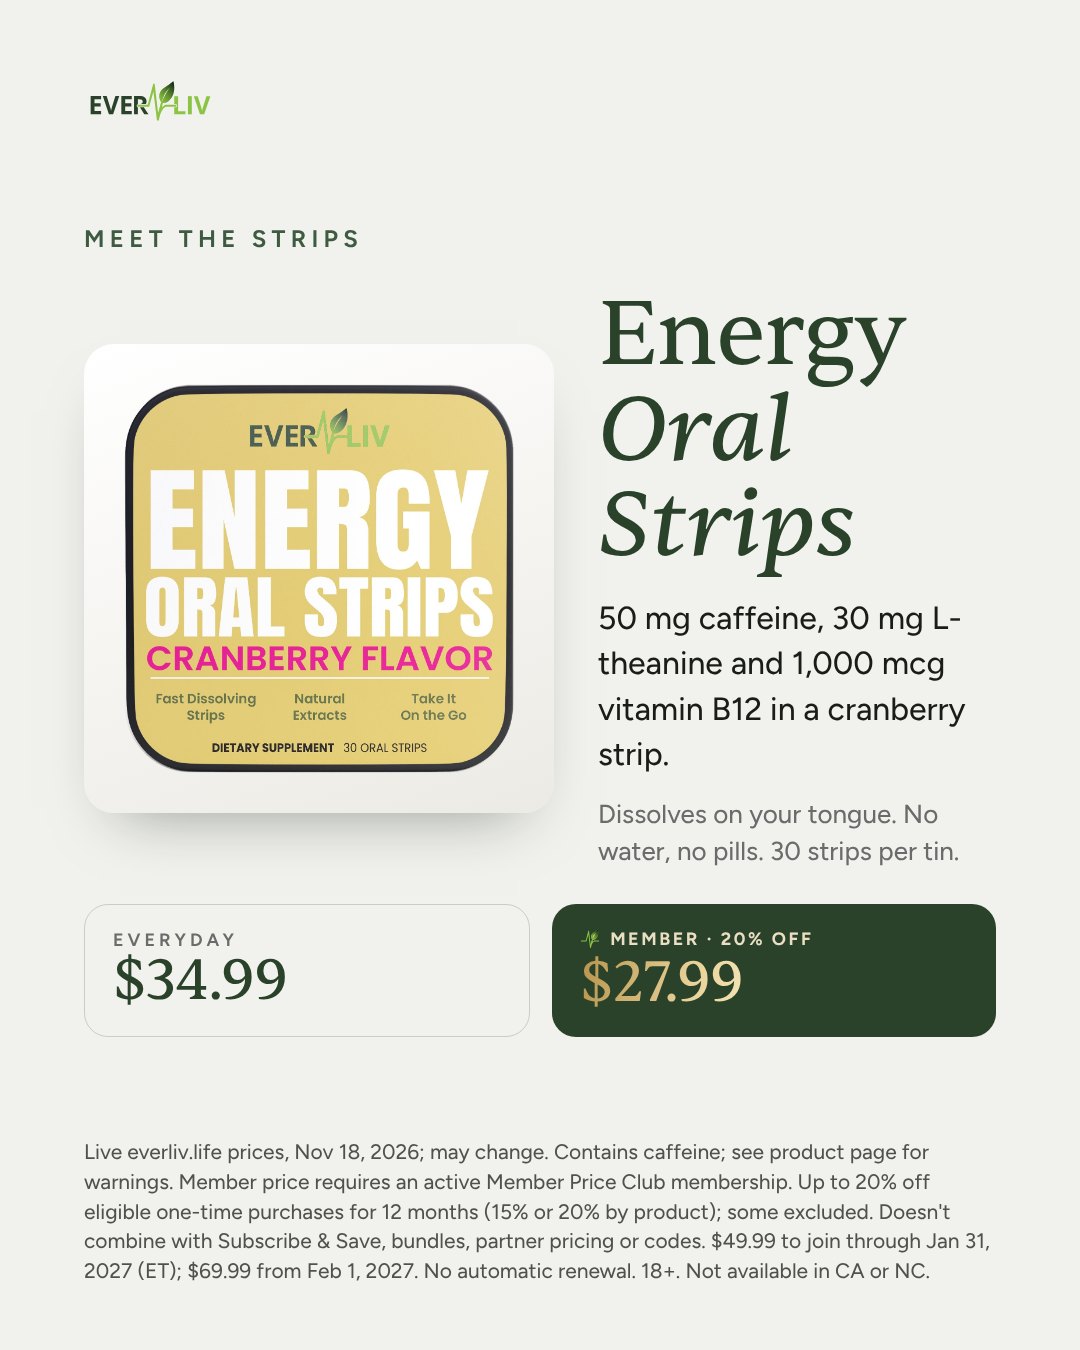 EVER LIV
MEET THE STRIPS
EVER LIV
ENERGY
ORAL STRIPS
CRANBERRY FLAVOR
Fast Dissolving Strips
Natural Extracts
Take It On the Go
DIETARY SUPPLEMENT 30 ORAL STRIPS
Energy
Oral
Strips
50 mg caffeine, 30 mg L-
theanine and 1,000 mcg
vitamin B12 in a cranberry
strip.
Dissolves on your tongue. No
water, no pills. 30 strips per tin.
EVERYDAY
$34.99
MEMBER · 20% OFF
$27.99
Live everliv.life prices, Nov 18, 2026; may change. Contains caffeine; see product page for
warnings. Member price requires an active Member Price Club membership. Up to 20% off
eligible one-time purchases for 12 months (15% or 20% by product); some excluded. Doesn't
combine with Subscribe & Save, bundles, partner pricing or codes. $49.99 to join through Jan 31,
2027 (ET); $69.99 from Feb 1, 2027. No automatic renewal. 18+. Not available in CA or NC.